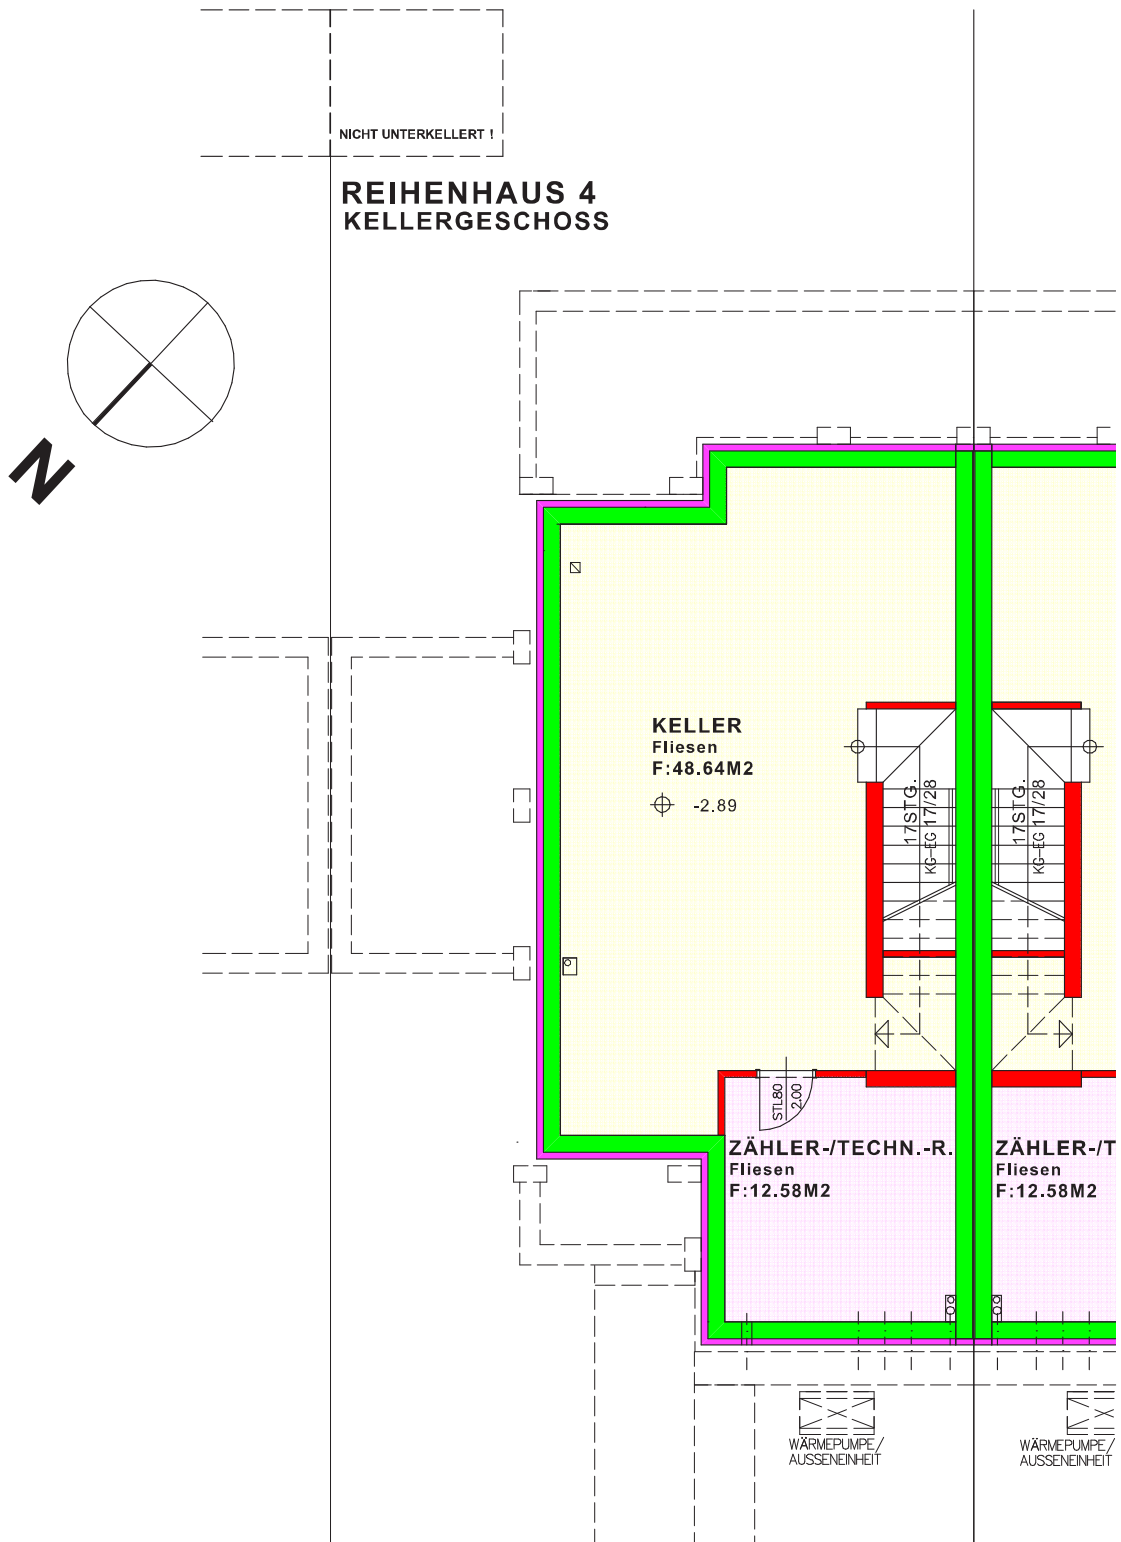 NICHT UNTERKELLERT !
REIHENHAUS 4
KELLERGESCHOSS
N
KELLER
Fliesen
F:48.64M2
-2.89
17STG.
KG-EG 17/28
17STG.
KG-EG 17/28
STL80
2.00
ZÄHLER-/TECHN.-R.
Fliesen
F:12.58M2
ZÄHLER-/T
Fliesen
F:12.58M2
WÄRMEPUMPE/
AUSSENEINHEIT
WÄRMEPUMPE/
AUSSENEINHEIT